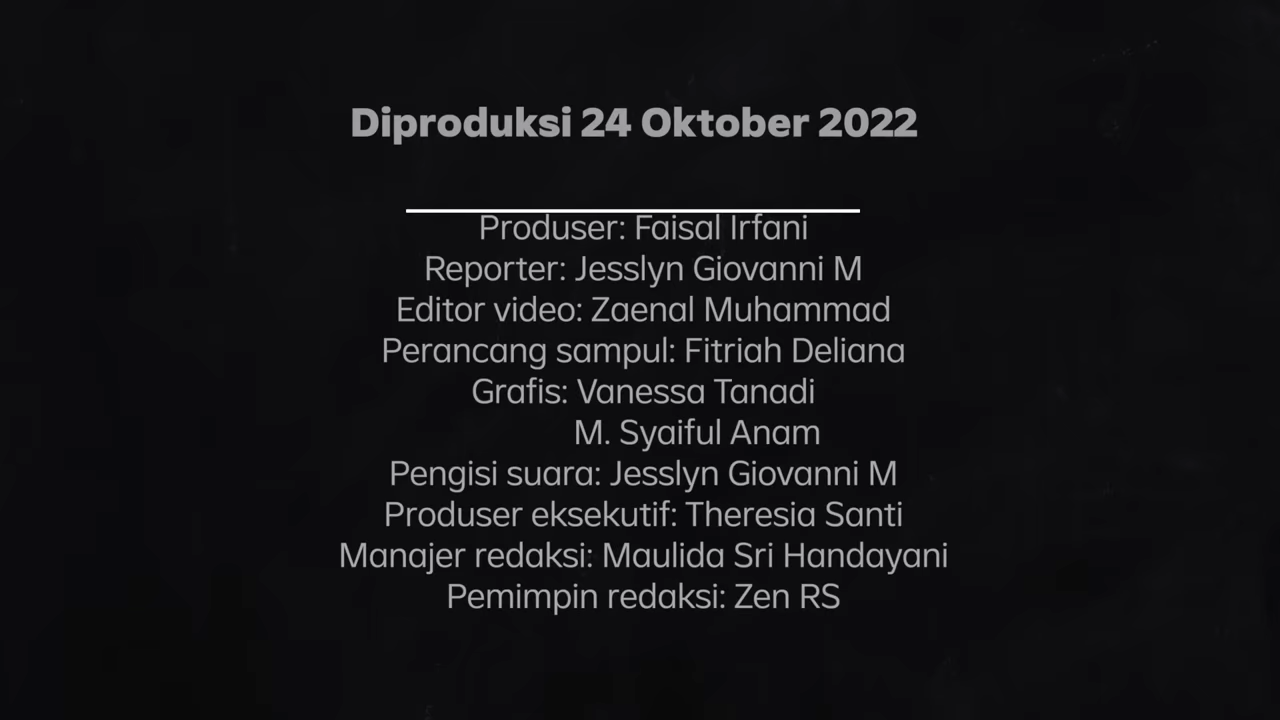 Diproduksi 24 Oktober 2022
Produser: Faisal Irfani
Reporter: Jesslyn Giovanni M
Editor video: Zaenal Muhammad
Perancang sampul: Fitriah Deliana
Grafis: Vanessa Tanadi
M. Syaiful Anam
Pengisi suara: Jesslyn Giovanni M
Produser eksekutif: Theresia Santi
Manajer redaksi: Maulida Sri Handayani
Pemimpin redaksi: Zen RS